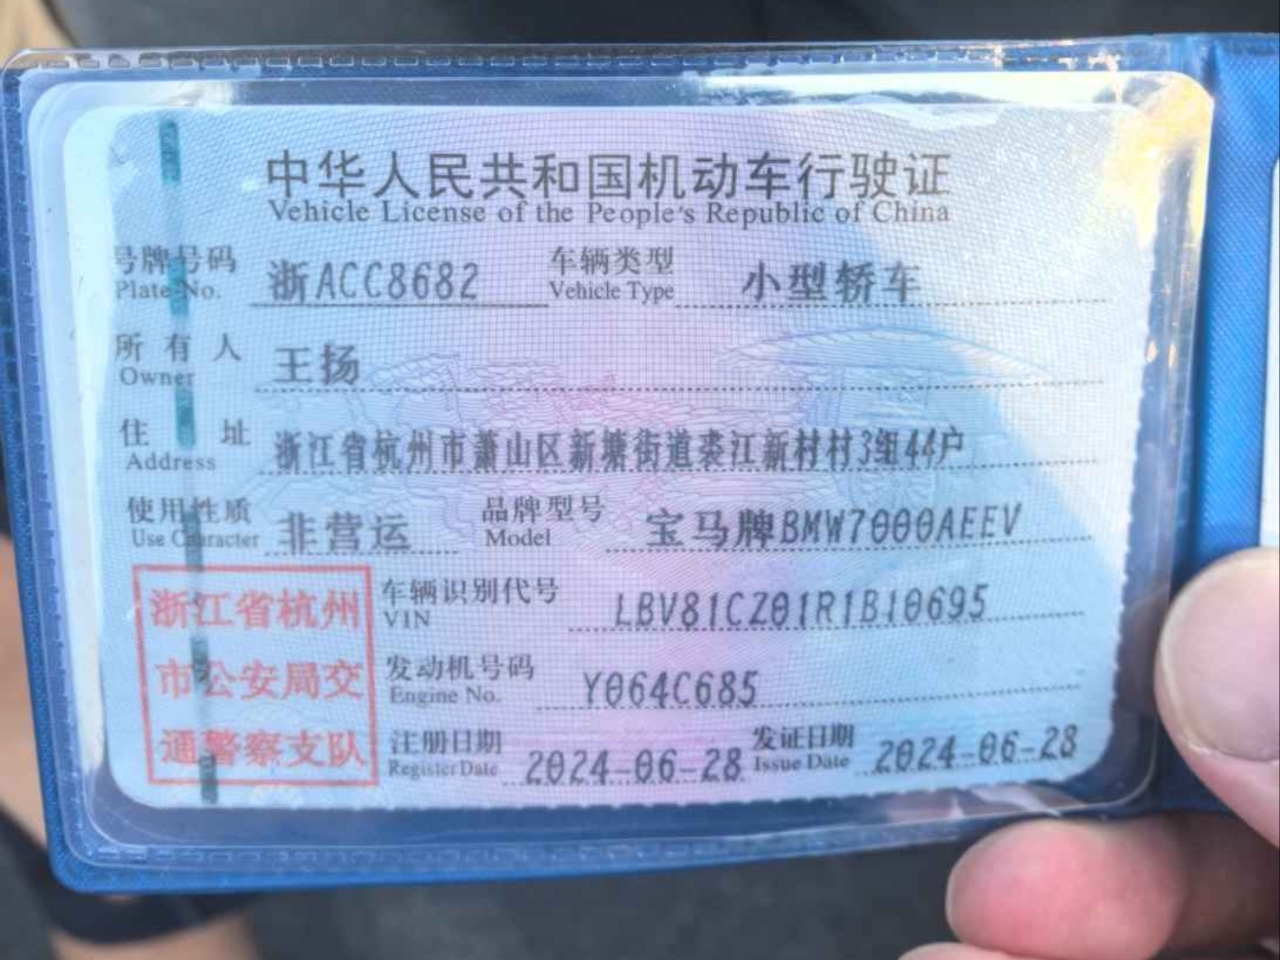 中华人民共和国机动车行驶证
Vehicle License of the People's Republic of China
号牌号码 浙ACC8682 车辆类型 小型轿车
Plate No. Vehicle Type
所有人 王扬
Owner
住址 浙江省杭州市萧山区新塘街道裘江新村村3组44户
Address
使用性质 非营运 品牌型号 宝马牌BMW7000AEEV
Use Character Model
浙江省杭州
市公安局交
通警察支队
车辆识别代号 LBV81CZ01R1B10695
VIN
发动机号码 Y064C685
Engine No.
注册日期 2024-06-28 发证日期 2024-06-28
Register Date Issue Date